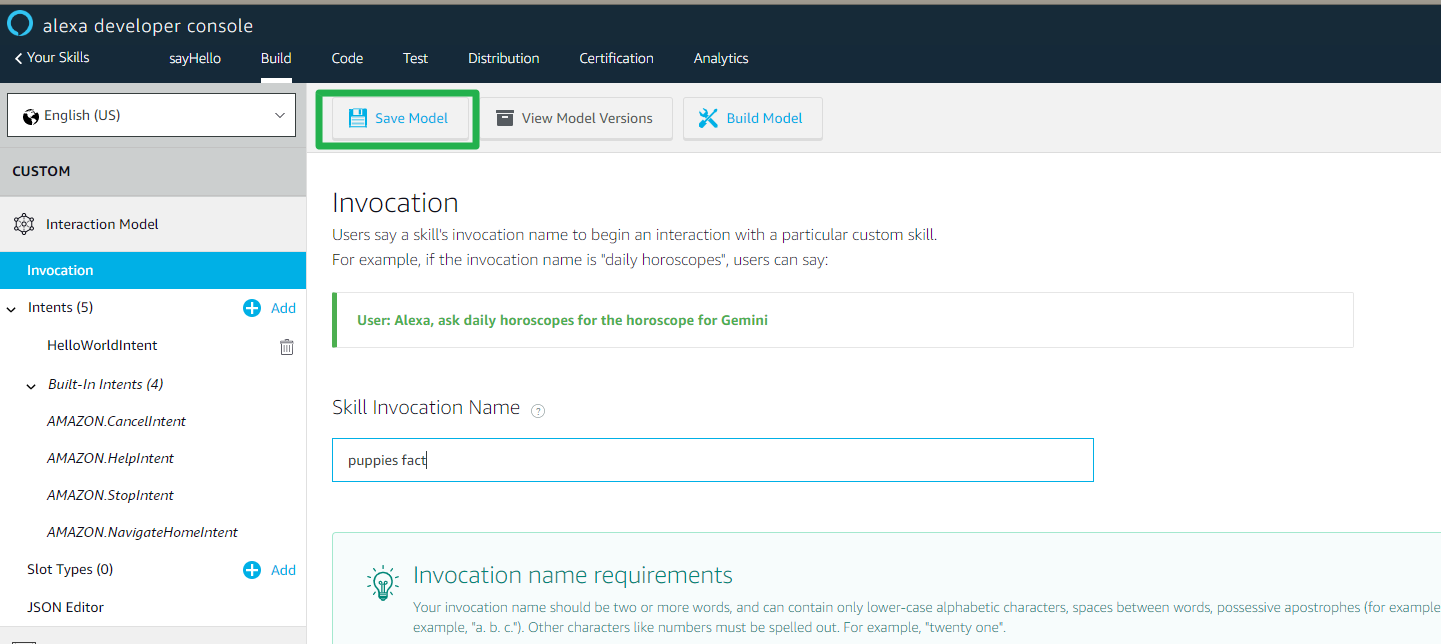 alexa developer console
Your Skills
sayHello
Build
Code
Test
Distribution
Certification
Analytics
English (US)
Save Model
View Model Versions
Build Model
CUSTOM
Interaction Model
Invocation
Intents (5)
Add
HelloWorldIntent
Built-In Intents (4)
AMAZON.CancelIntent
AMAZON.HelpIntent
AMAZON.StopIntent
AMAZON.NavigateHomeIntent
Slot Types (0)
Add
JSON Editor
Invocation
Users say a skill's invocation name to begin an interaction with a particular custom skill.
For example, if the invocation name is "daily horoscopes", users can say:
User: Alexa, ask daily horoscopes for the horoscope for Gemini
Skill Invocation Name ?
puppies fact
Invocation name requirements
Your invocation name should be two or more words, and can contain only lower-case alphabetic characters, spaces between words, possessive apostrophes (for example
example, "a. b. c."). Other characters like numbers must be spelled out. For example, "twenty one".